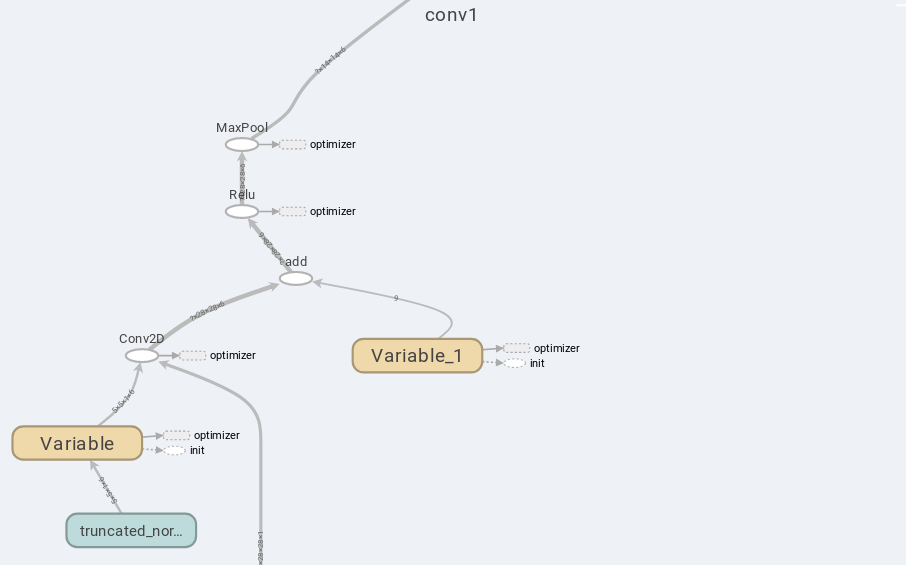 conv1
?×14×14×6
MaxPool
optimizer
?×28×28×6
Relu
optimizer
?×28×28×6
add
?×28×28×6
6
Conv2D
optimizer
Variable_1
optimizer
init
5×5×1×6
Variable
optimizer
init
5×5×1×6
truncated_nor...
?×28×28×1